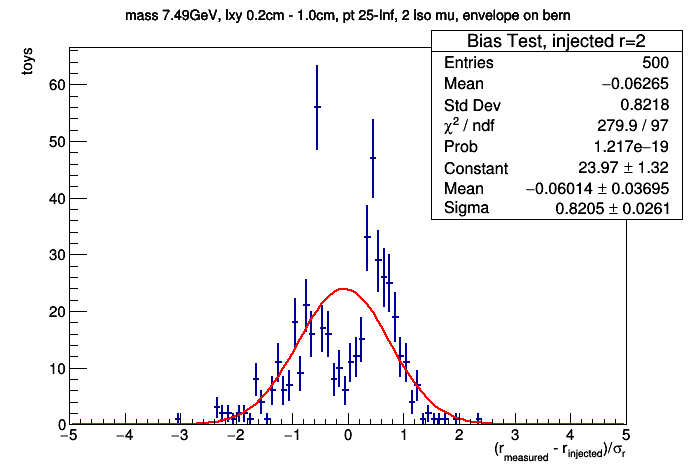 mass 7.49GeV, lxy 0.2cm - 1.0cm, pt 25-Inf, 2 Iso mu, envelope on bern
Bias Test, injected r=2
Entries 500
Mean −0.06265
Std Dev 0.8218
χ² / ndf 279.9 / 97
Prob 1.217e−19
Constant 23.97 ± 1.32
Mean −0.06014 ± 0.03695
Sigma 0.8205 ± 0.0261
toys
60
50
40
30
20
10
0
−5 −4 −3 −2 −1 0 1 2 3 4 5
(r_measured - r_injected)/σ_r